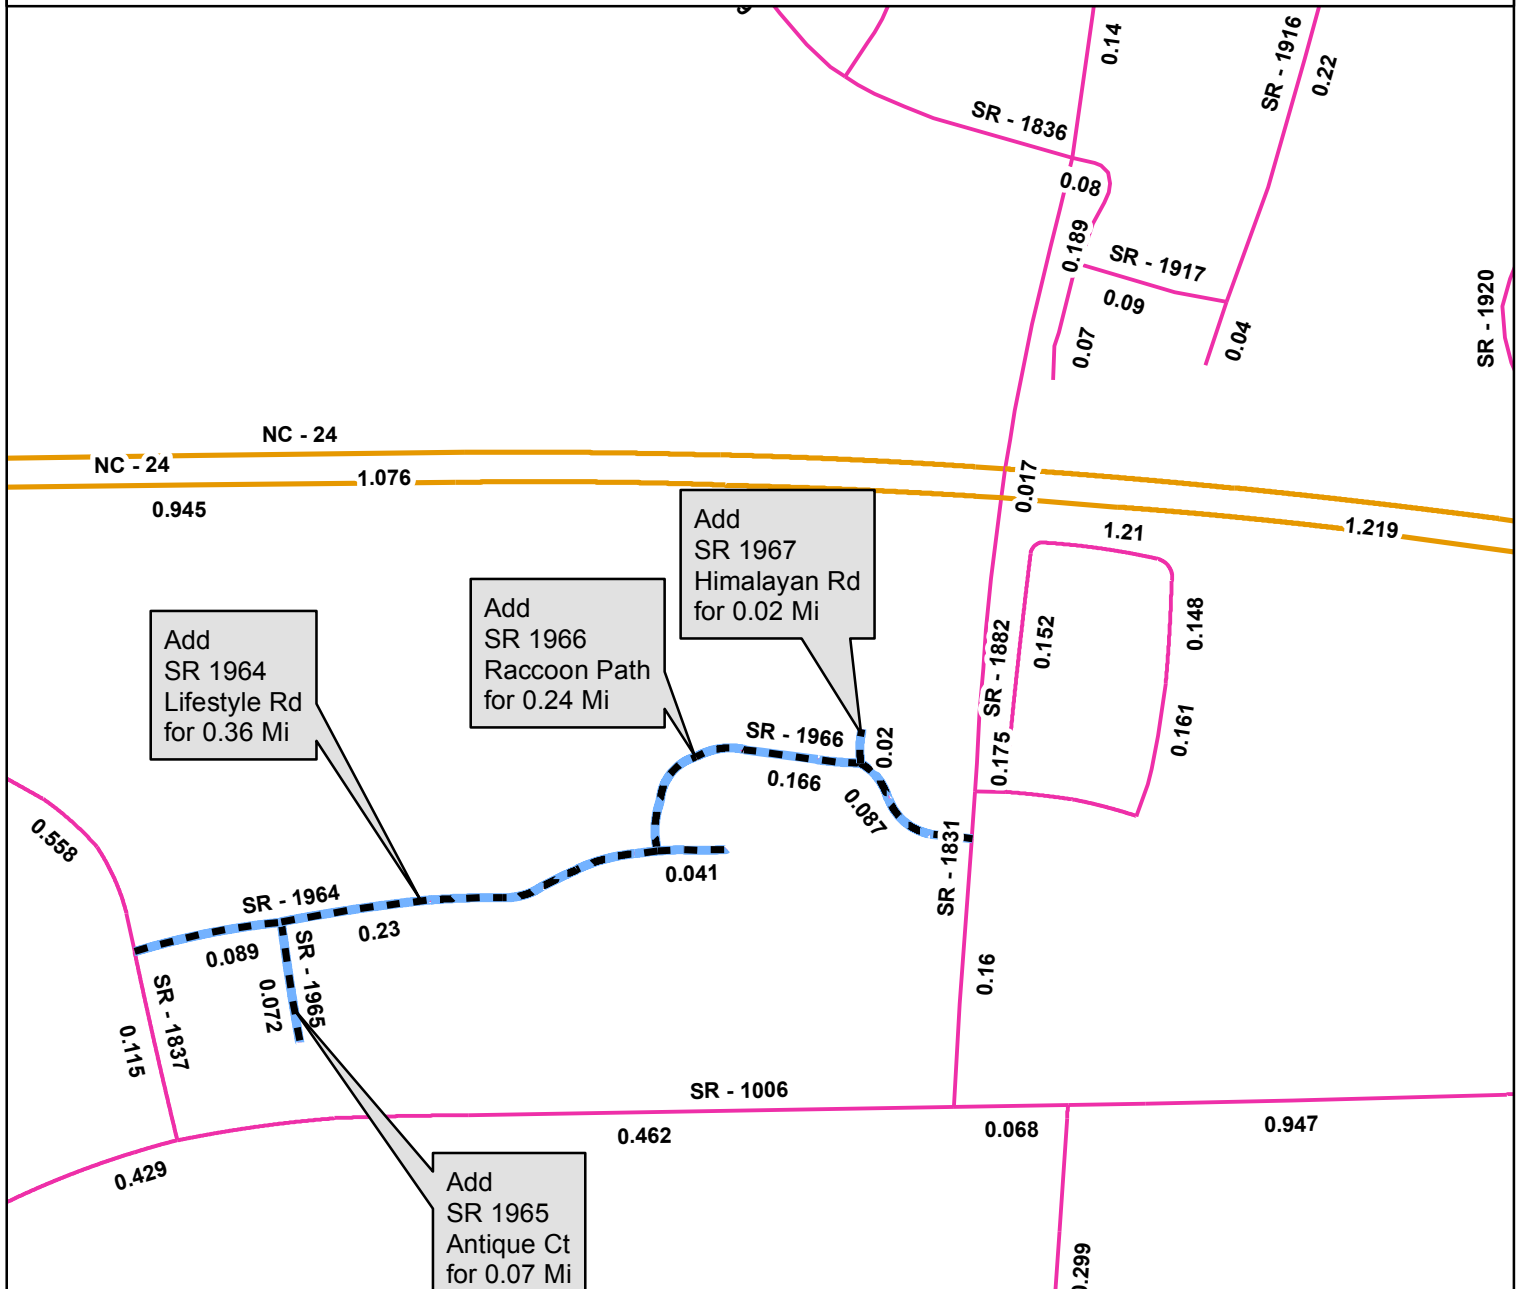 0.14
SR - 1916
0.22
SR - 1836
0.08
0.189
SR - 1917
0.09
0.07
0.04
SR - 1920
NC - 24
NC - 24
1.076
0.945
0.017
1.21
1.219
Add
SR 1967
Himalayan Rd
for 0.02 Mi
Add
SR 1966
Raccoon Path
for 0.24 Mi
Add
SR 1964
Lifestyle Rd
for 0.36 Mi
SR - 1882
0.152
0.148
0.161
0.175
SR - 1966
0.02
0.166
0.087
SR - 1831
0.558
0.041
SR - 1964
0.23
0.089
SR - 1965
0.072
SR - 1837
0.115
0.16
SR - 1006
0.462
0.068
0.947
0.429
Add
SR 1965
Antique Ct
for 0.07 Mi
.299